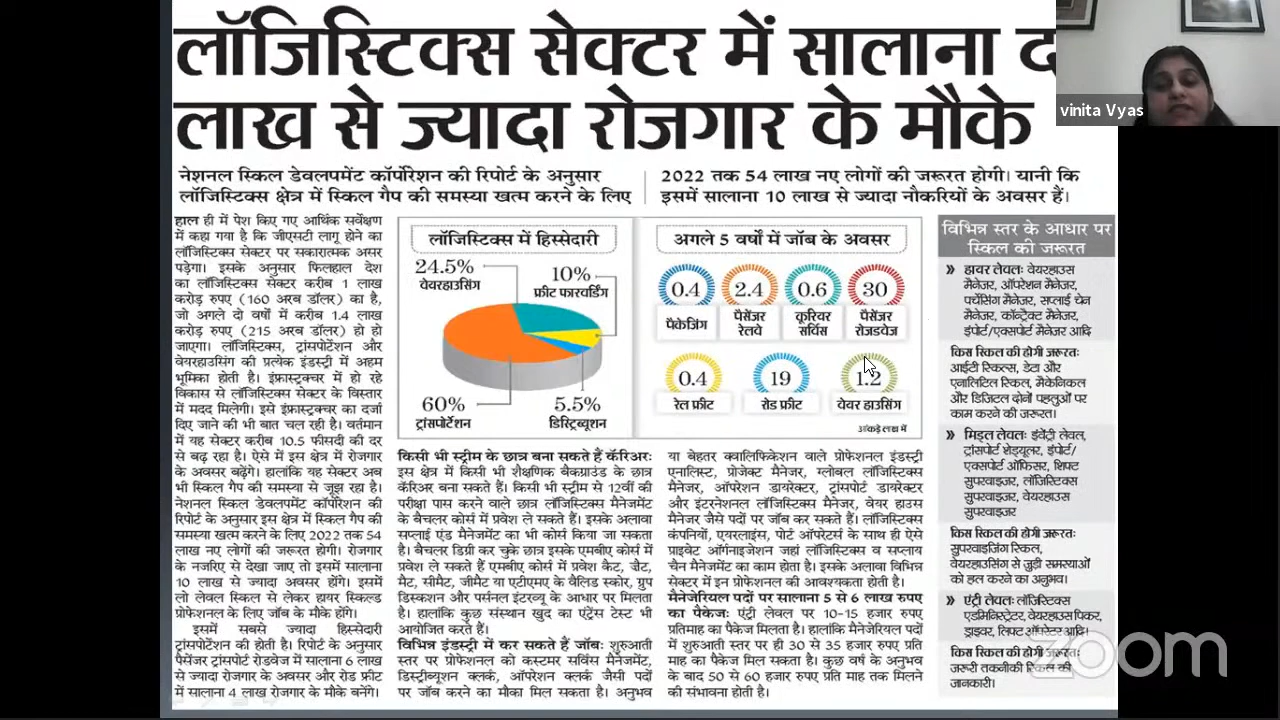 लॉजिस्टिक्स सेक्टर में सालाना द
लाख से ज्यादा रोजगार के मौके
vinita Vyas
नेशनल स्किल डेवलपमेंट कॉर्पोरेशन की रिपोर्ट के अनुसार
लॉजिस्टिक्स क्षेत्र में स्किल गैप की समस्या खत्म करने के लिए
2022 तक 54 लाख नए लोगों की जरूरत होगी। यानी कि
इसमें सालाना 10 लाख से ज्यादा नौकरियों के अवसर हैं।
हाल ही में पेश किए गए आर्थिक सर्वेक्षण
में कहा गया है कि जीएसटी लागू होने का
लॉजिस्टिक्स सेक्टर पर सकारात्मक असर
पड़ेगा। इसके अनुसार फिलहाल देश
का लॉजिस्टिक्स सेक्टर करीब 1 लाख
करोड़ रुपए (160 अरब डॉलर) का है,
जो अगले दो वर्षों में करीब 1.4 लाख
करोड़ रुपए (215 अरब डॉलर) हो हो
जाएगा। लॉजिस्टिक्स, ट्रांसपोर्टेशन और
वेयरहाउसिंग की प्रत्येक इंडस्ट्री में अहम
भूमिका होती है। इंफ्रास्ट्रक्चर में हो रहे
विकास से लॉजिस्टिक्स सेक्टर के विस्तार
में मदद मिलेगी। इसे इंफ्रास्ट्रक्चर का दर्जा
दिए जाने की भी बात चल रही है। वर्तमान
में यह सेक्टर करीब 10.5 फीसदी की दर
से बढ़ रहा है। ऐसे में इस क्षेत्र में रोजगार
के अवसर बढ़ेंगे। हालांकि यह सेक्टर अब
भी स्किल गैप की समस्या से जूझ रहा है।
नेशनल स्किल डेवलपमेंट कॉर्पोरेशन की
रिपोर्ट के अनुसार इस क्षेत्र में स्किल गैप की
समस्या खत्म करने के लिए 2022 तक 54
लाख नए लोगों की जरूरत होगी। रोजगार
के नजरिए से देखा जाए तो इसमें सालाना
10 लाख से ज्यादा अवसर होंगे। इसमें
लो लेवल स्किल से लेकर हायर स्किल्ड
प्रोफेशनल के लिए जॉब के मौके होंगे।
इसमें सबसे ज्यादा हिस्सेदारी
ट्रांसपोर्टेशन की होती है। रिपोर्ट के अनुसार
पैसेंजर ट्रांसपोर्ट रोडवेज में सालाना 6 लाख
से ज्यादा रोजगार के अवसर और रोड फ्रीट
में सालाना 4 लाख रोजगार के मौके बनेंगे।
लॉजिस्टिक्स में हिस्सेदारी
24.5%
वेयरहाउसिंग
10%
फ्रीट फारवर्डिंग
60%
ट्रांसपोर्टेशन
5.5%
डिस्ट्रिब्यूशन
अगले 5 वर्षों में जॉब के अवसर
0.4 2.4 0.6 30
पैकेजिंग
पैसेंजर
रेलवे
कूरियर
सर्विस
पैसेंजर
रोडवेज
0.4 19 1.2
रेल फ्रीट
रोड फ्रीट
वेयर हाउसिंग
आंकड़े लाख में
किसी भी स्ट्रीम के छात्र बना सकते हैं कॅरिअर:
इस क्षेत्र में किसी भी शैक्षणिक बैकग्राउंड के छात्र
कॅरिअर बना सकते हैं। किसी भी स्ट्रीम से 12वीं की
परीक्षा पास करने वाले छात्र लॉजिस्टिक्स मैनेजमेंट
के बैचलर कोर्स में प्रवेश ले सकते हैं। इसके अलावा
सप्लाई एंड मैनेजमेंट का भी कोर्स किया जा सकता
है। बैचलर डिग्री कर चुके छात्र इसके एमबीए कोर्स में
प्रवेश ले सकते हैं एमबीए कोर्स में प्रवेश कैट, जैट,
मैट, सीमैट, जीमैट या एटीएमए के वैलिड स्कोर, ग्रुप
डिस्कशन और पर्सनल इंटरव्यू के आधार पर मिलता
है। हालांकि कुछ संस्थान खुद का एंट्रेंस टेस्ट भी
आयोजित करते हैं।
विभिन्न इंडस्ट्री में कर सकते हैं जॉब: शुरुआती
स्तर पर प्रोफेशनल को कस्टमर सर्विस मैनेजमेंट,
डिस्ट्रीब्यूशन क्लर्क, ऑपरेशन क्लर्क जैसी पदों
पर जॉब करने का मौका मिल सकता है। अनुभव
या बेहतर क्वालिफिकेशन वाले प्रोफेशनल इंडस्ट्री
एनालिस्ट, प्रोजेक्ट मैनेजर, ग्लोबल लॉजिस्टिक्स
मैनेजर, ऑपरेशन डायरेक्टर, ट्रांसपोर्ट डायरेक्टर
और इंटरनेशनल लॉजिस्टिक्स मैनेजर, वेयर हाउस
मैनेजर जैसे पदों पर जॉब कर सकते हैं। लॉजिस्टिक्स
कंपनीयों, एयरलाइंस, पोर्ट ऑपरेटर्स के साथ ही ऐसे
प्राइवेट ऑर्गनाइजेशन जहां लॉजिस्टिक्स व सप्लाय
चैन मैनेजमेंट का काम होता है। इसके अलावा विभिन्न
सेक्टर में इन प्रोफेशनल की आवश्यकता होती है।
मैनेजेरियल पदों पर सालाना 5 से 6 लाख रुपए
का पैकेज: एंट्री लेवल पर 10-15 हजार रुपए
प्रतिमाह का पैकेज मिलता है। हालांकि मैनेजेरियल पदों
में शुरुआती स्तर पर ही 30 से 35 हजार रुपए प्रति
माह का पैकेज मिल सकता है। कुछ वर्ष के अनुभव
के बाद 50 से 60 हजार रुपए प्रति माह तक मिलने
की संभावना होती है।
विभिन्न स्तर के आधार पर
स्किल की जरूरत
» हायर लेवल: वेयरहाउस
मैनेजर, ऑपरेशन मैनेजर,
पर्चेसिंग मैनेजर, सप्लाई चेन
मैनेजर, कॉन्ट्रैक्ट मैनेजर,
इंपोर्ट/एक्सपोर्ट मैनेजर आदि
किस स्किल की होगी जरूरत:
आईटी स्किल्स, डेटा और
एनालिटिल स्किल, मैकेनिकल
और डिजिटल दोनों पहलुओं पर
काम करने की जरूरत।
» मिडल लेवल: इंवेंट्री लेवल,
ट्रांसपोर्ट शेड्यूलर, इंपोर्ट/
एक्सपोर्ट ऑफिसर, शिफ्ट
सुपरवाइजर, लॉजिस्टिक्स
सुपरवाइजर, वेयरहाउस
सुपरवाइजर
किस स्किल की होगी जरूरत:
सुपरवाइजिंग स्किल,
वेयरहाउसिंग से जुड़ी समस्याओं
को हल करने का अनुभव।
» एंट्री लेवल: लॉजिस्टिक्स
एडमिनिस्ट्रेटर, वेयरहाउस पिकर,
ड्राइवर, लिफ्ट ऑपरेटर आदि।
किस स्किल की होगी जरूरत:
जरूरी तकनीकी स्किल की
जानकारी।
zoom